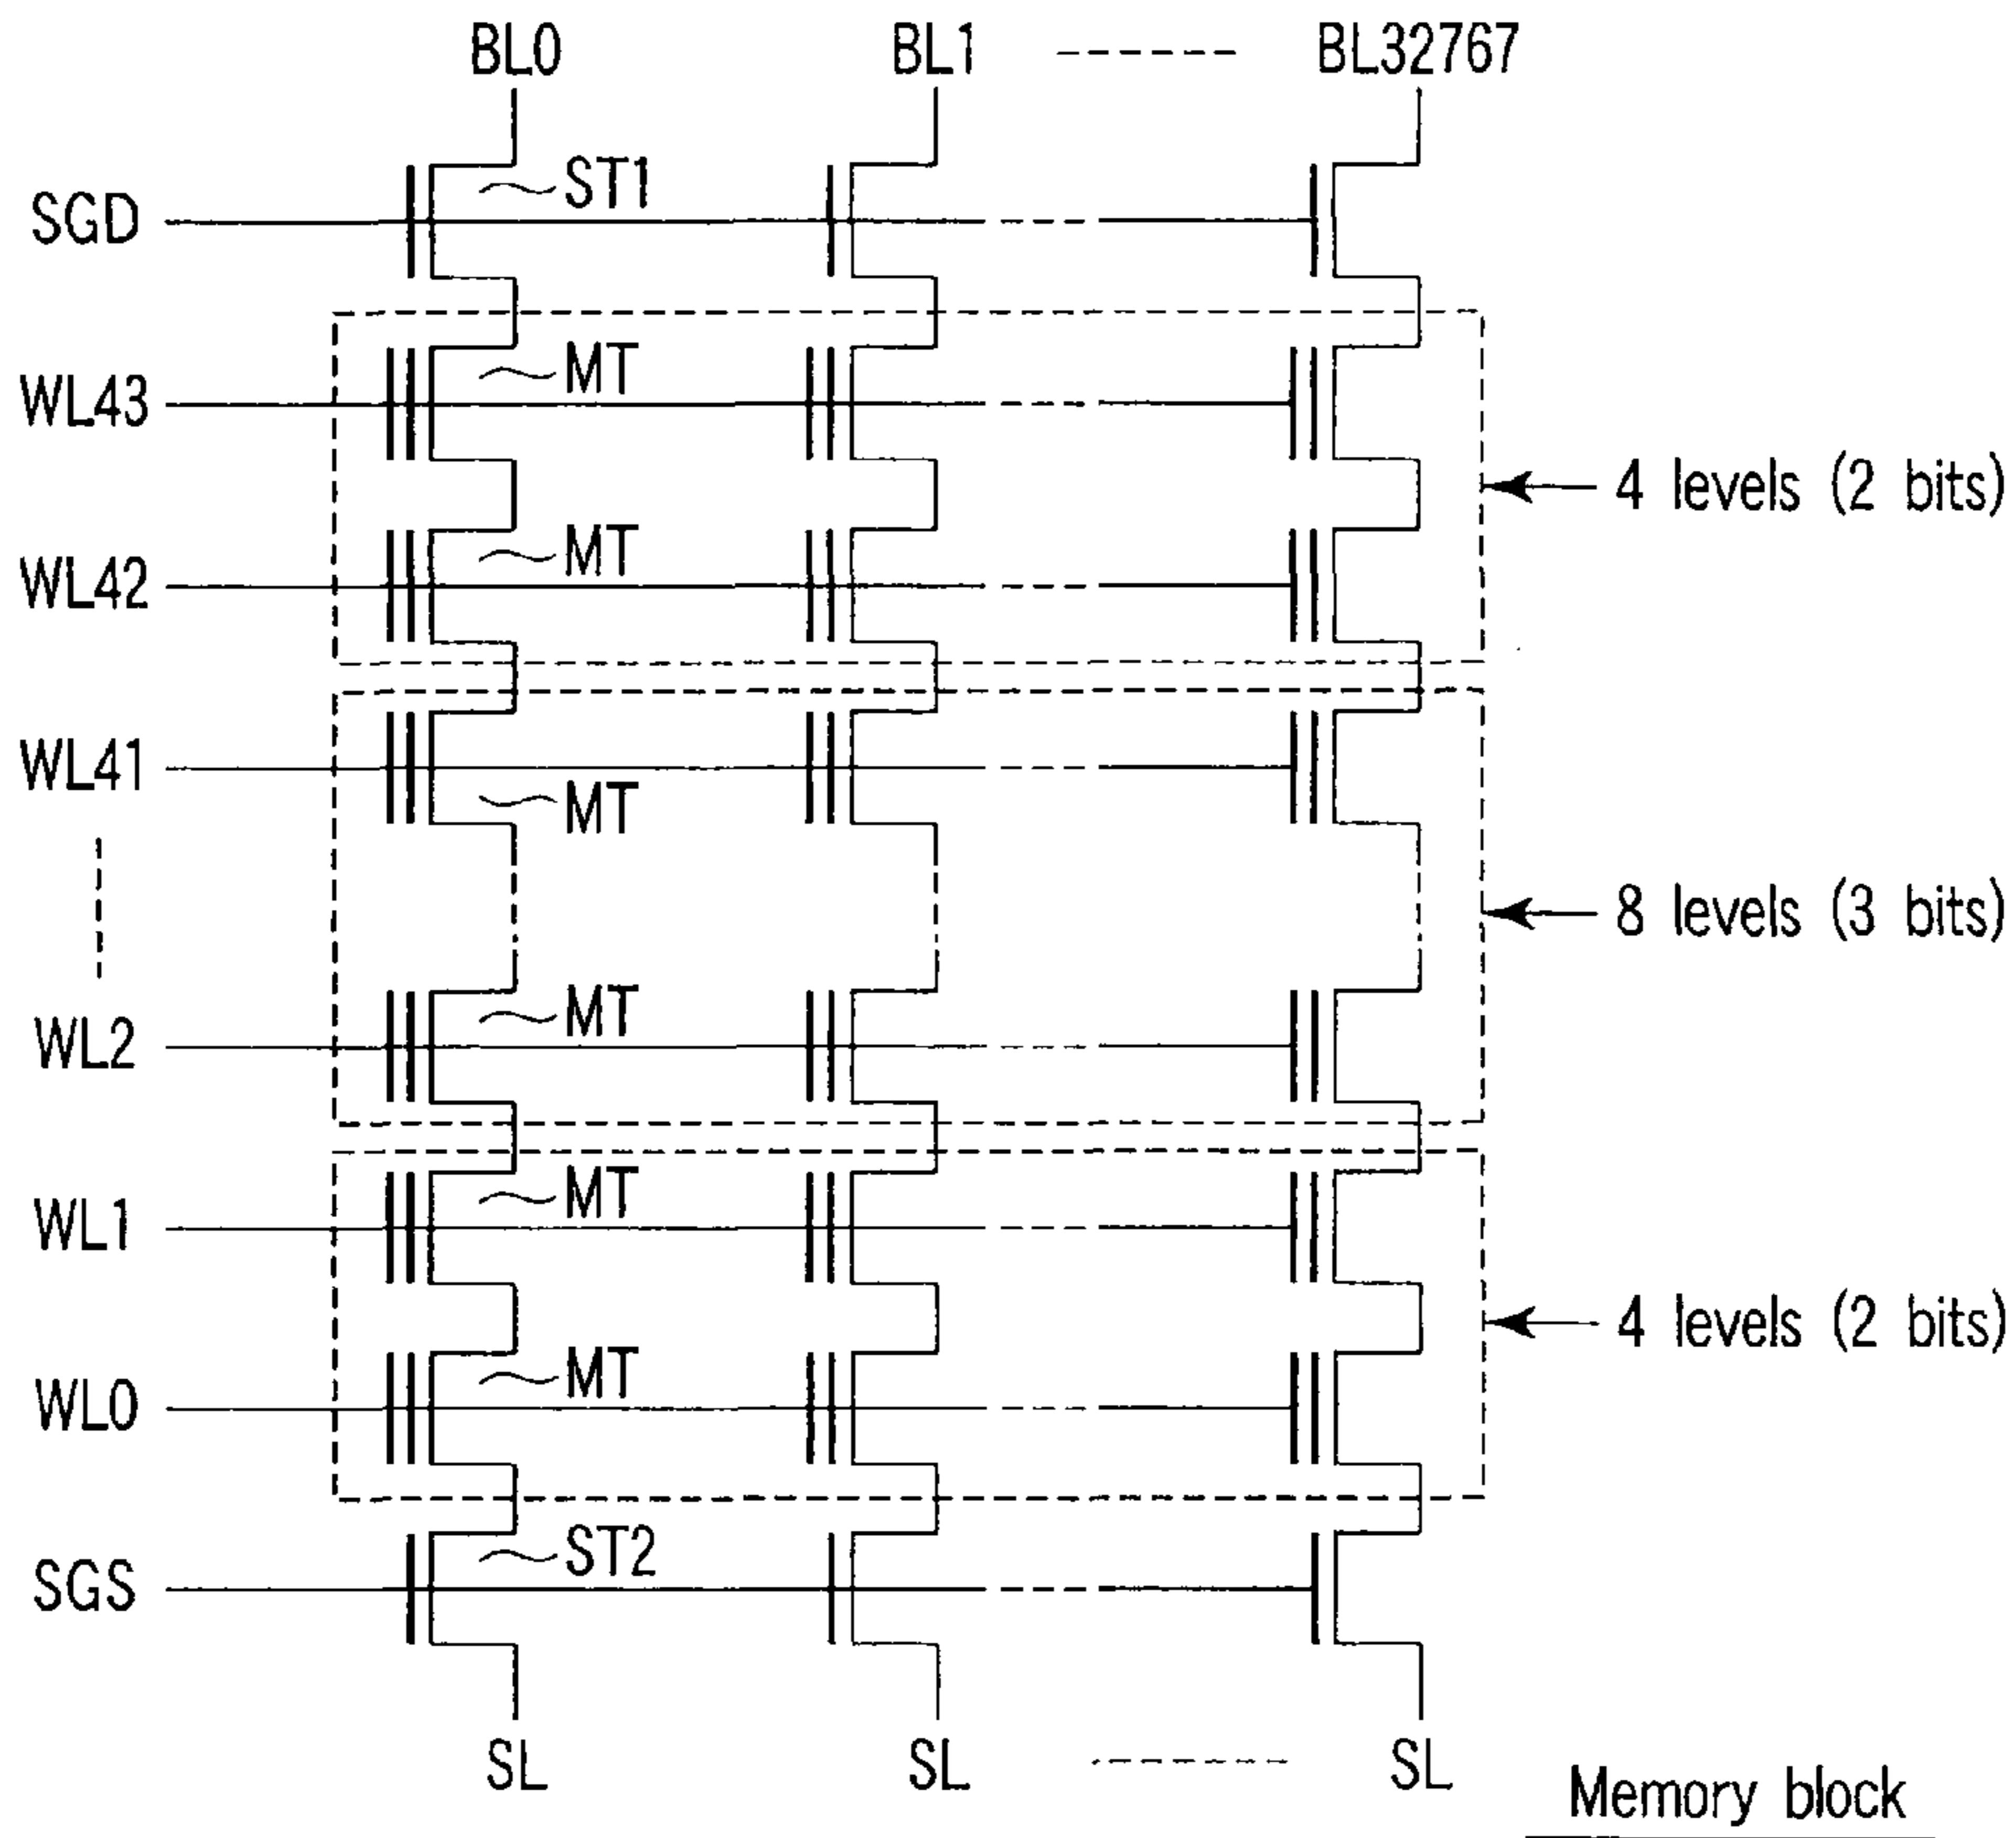 BL0 BL1 BL32767
ST1
SGD
MT
WL43
4 levels (2 bits)
MT
WL42
WL41
MT
8 levels (3 bits)
MT
WL2
MT
WL1
4 levels (2 bits)
MT
WL0
ST2
SGS
SL SL SL
Memory block